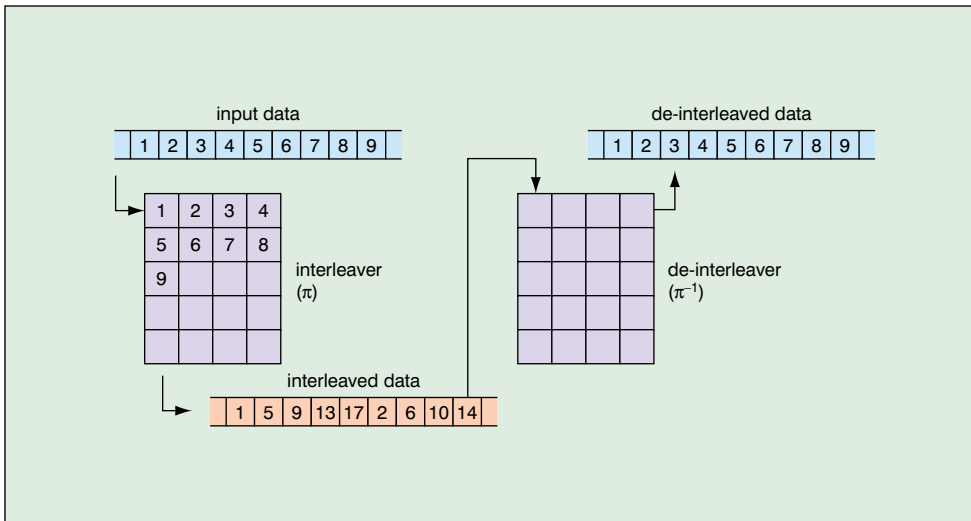 input data
1 2 3 4 5 6 7 8 9
de-interleaved data
1 2 3 4 5 6 7 8 9
1 2 3 4
5 6 7 8
9
interleaver
(π)
de-interleaver
(π⁻¹)
interleaved data
1 5 9 13 17 2 6 10 14